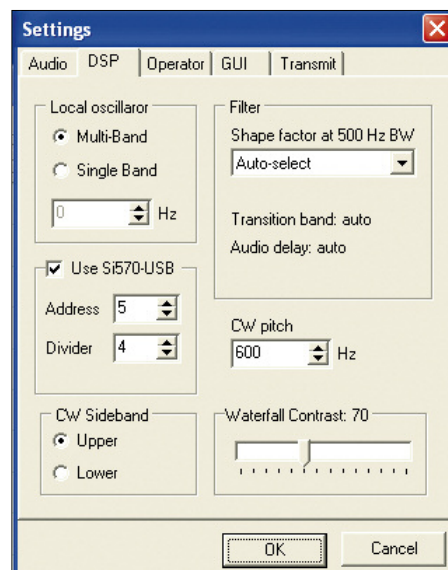 Settings
Audio DSP Operator GUI Transmit
Local oscillaror
Multi-Band
Single Band
0 Hz
Use Si570-USB
Address 5
Divider 4
CW Sideband
Upper
Lower
Filter
Shape factor at 500 Hz BW
Auto-select
Transition band: auto
Audio delay: auto
CW pitch
600 Hz
Waterfall Contrast: 70
OK Cancel